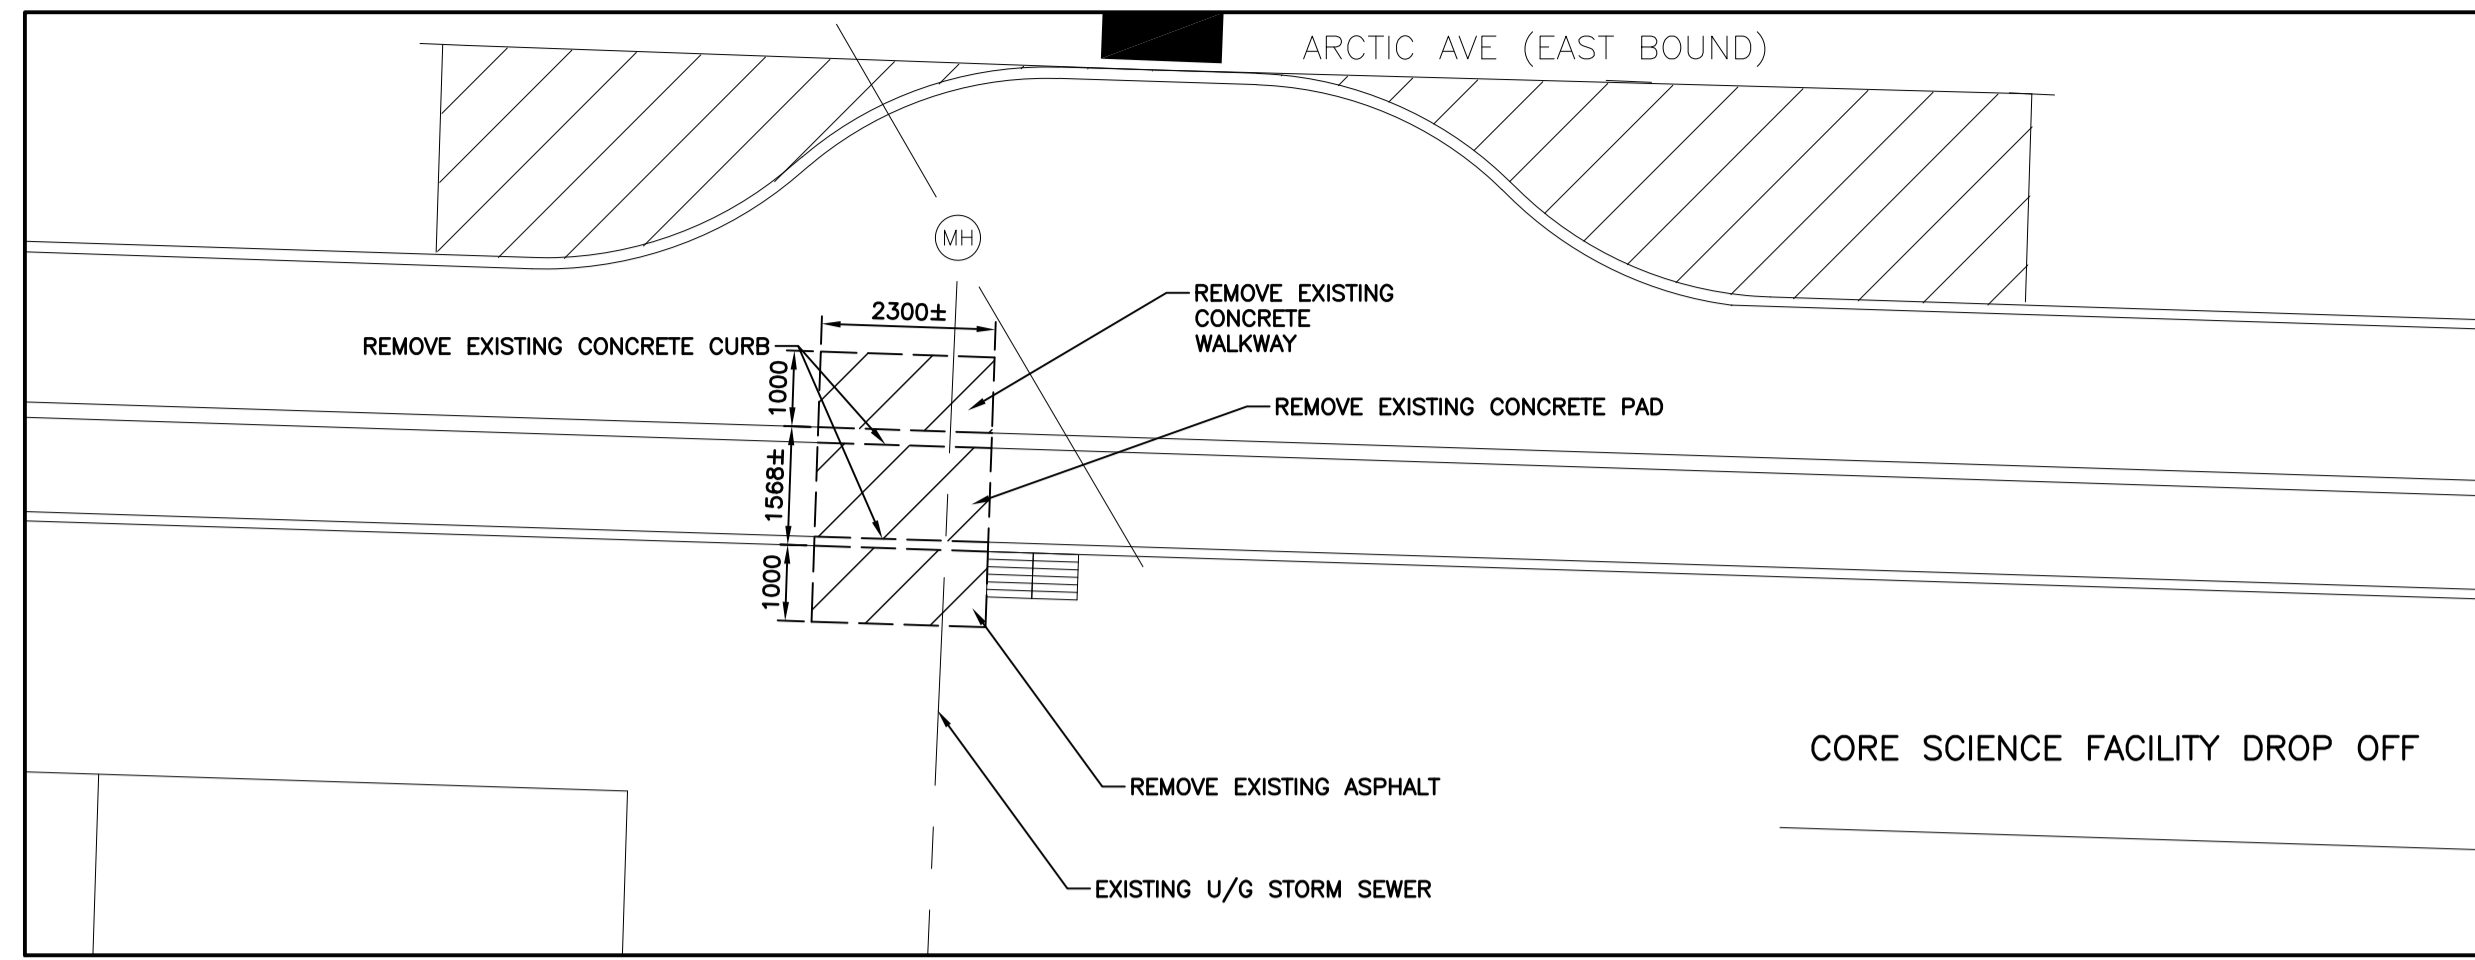 ARCTIC AVE (EAST BOUND)
MH
REMOVE EXISTING
CONCRETE
WALKWAY
2300±
REMOVE EXISTING CONCRETE CURB
1000
REMOVE EXISTING CONCRETE PAD
1568±
1000
CORE SCIENCE FACILITY DROP OFF
REMOVE EXISTING ASPHALT
EXISTING U/G STORM SEWER